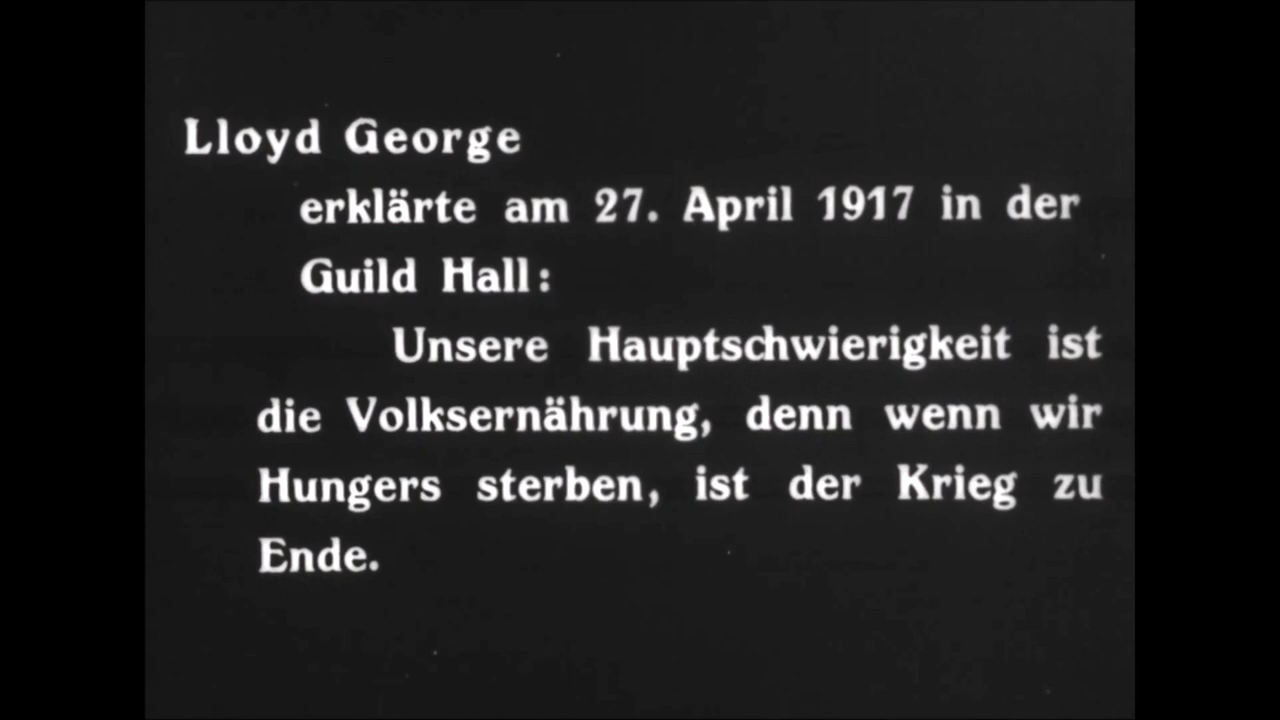 Lloyd George
erklärte am 27. April 1917 in der
Guild Hall:
Unsere Hauptschwierigkeit ist
die Volksernährung, denn wenn wir
Hungers sterben, ist der Krieg zu
Ende.